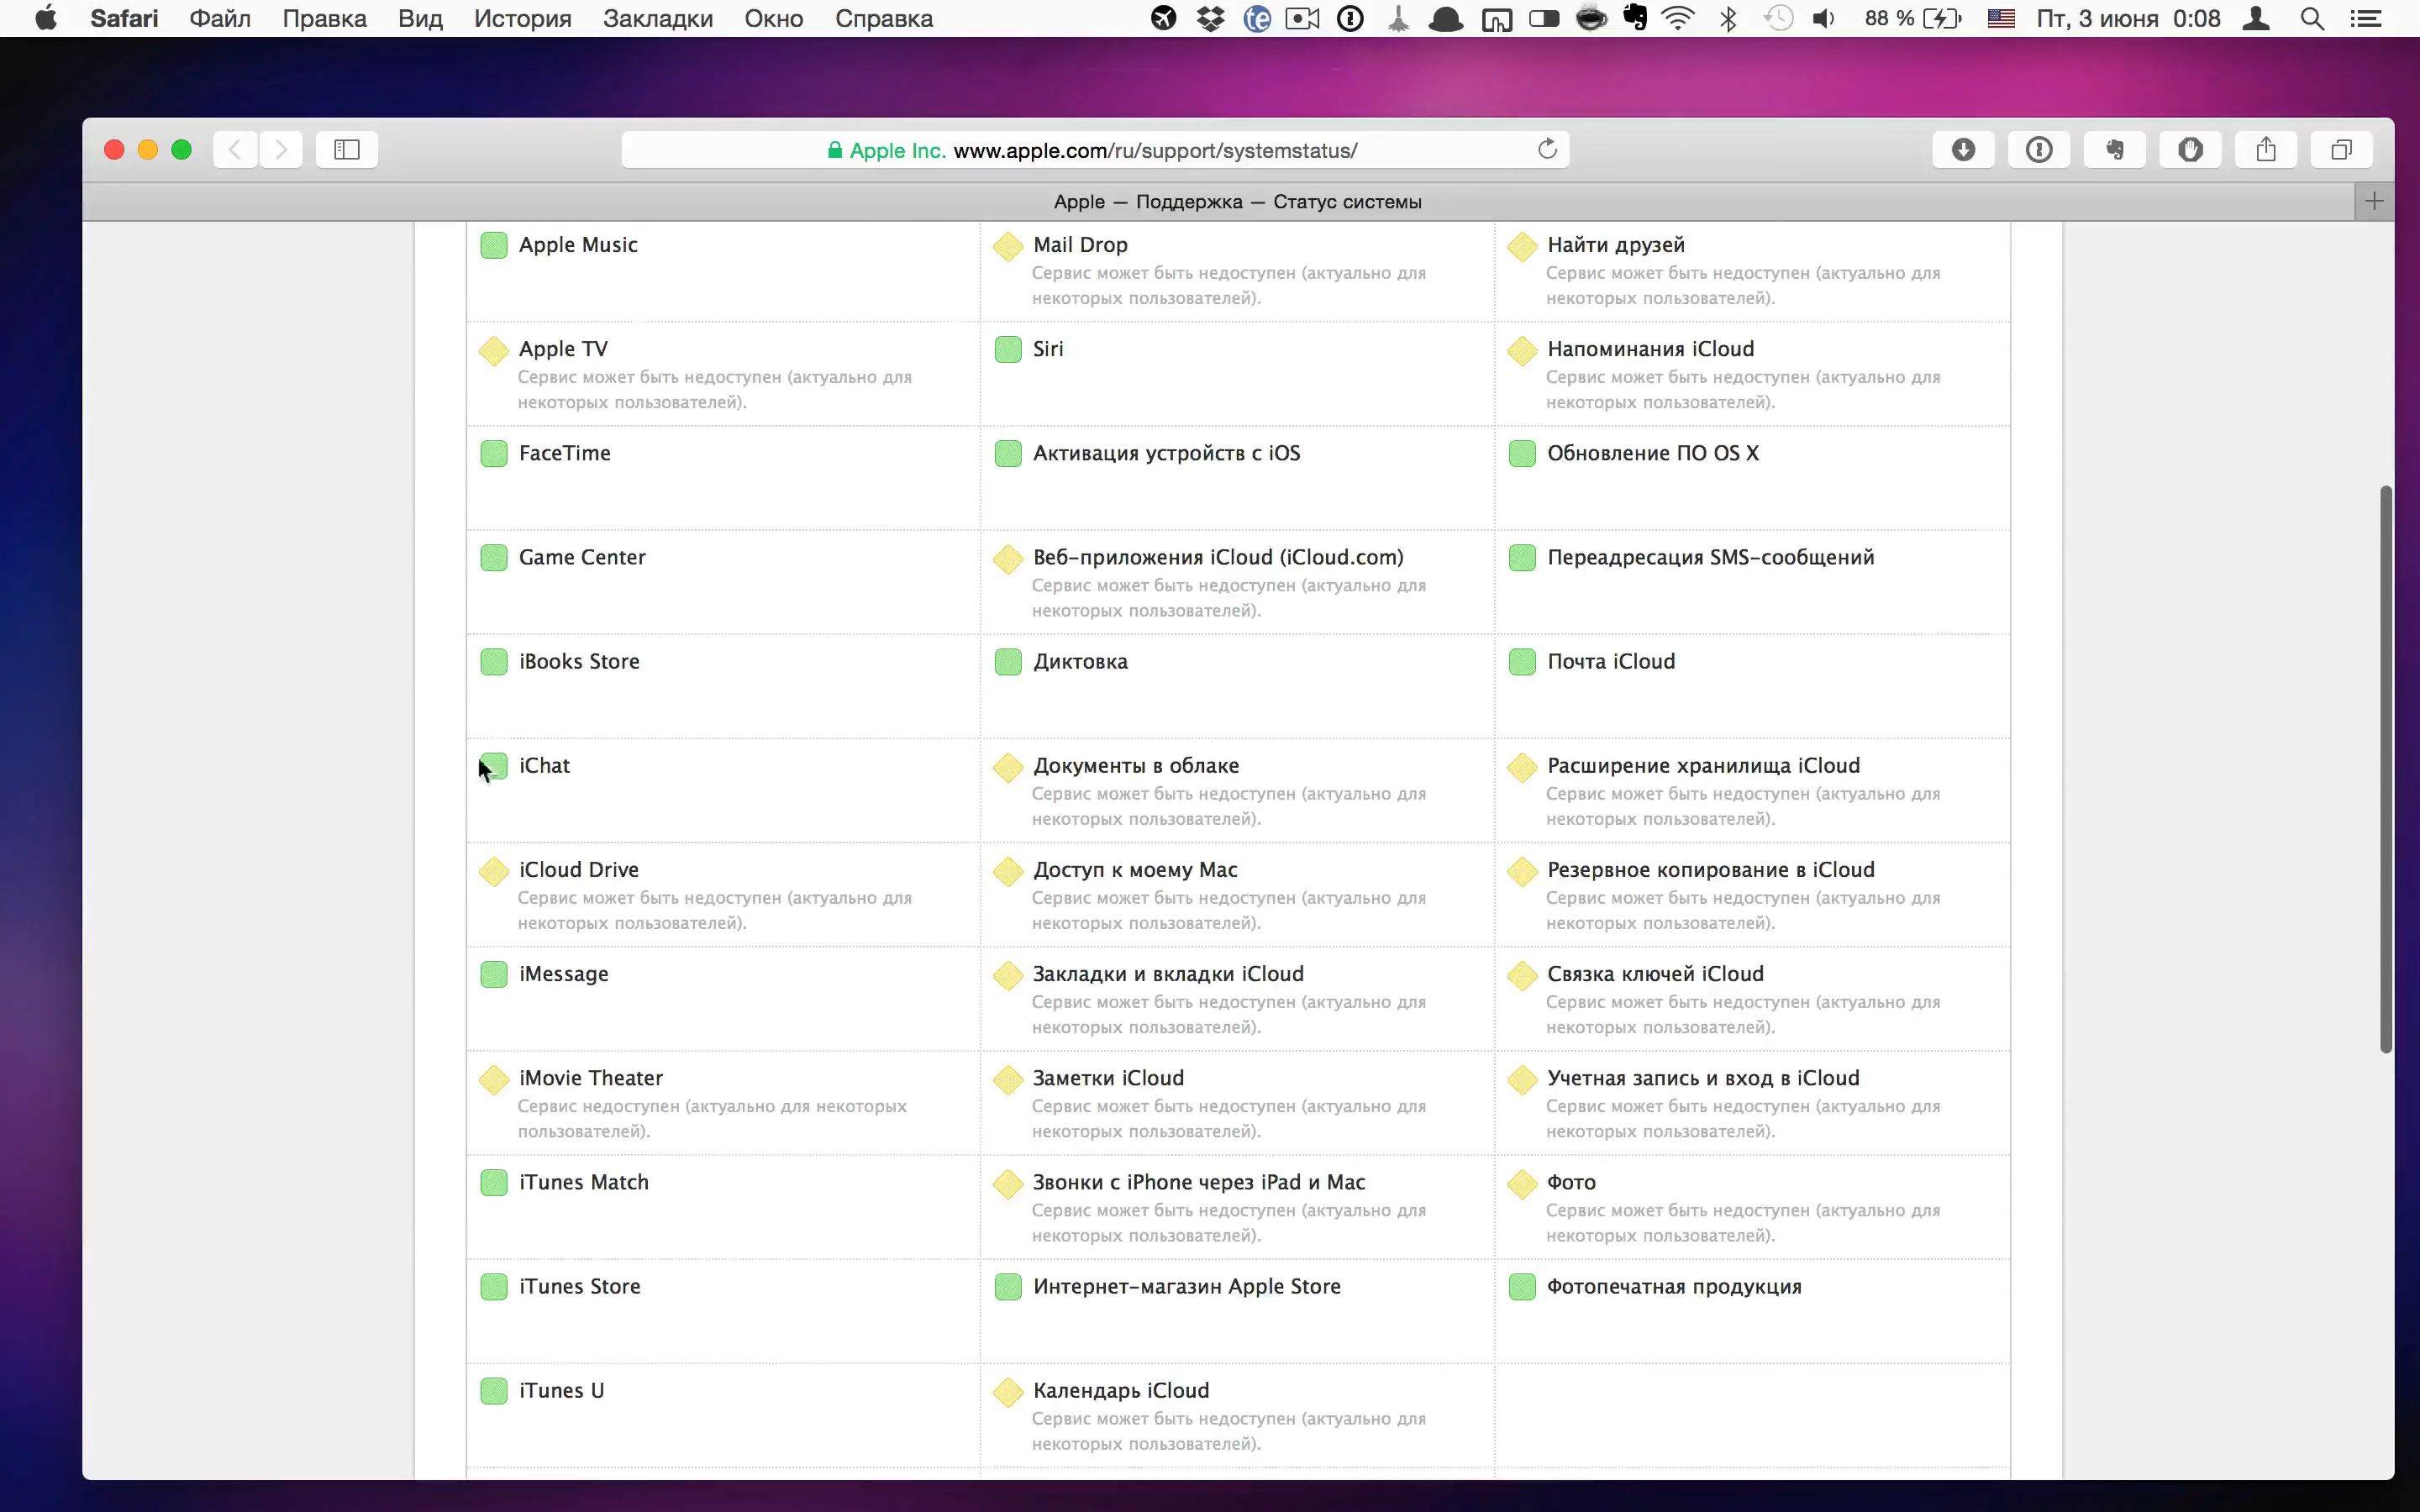 Safari Файл Правка Вид История Закладки Окно Справка 88 % Пт, 3 июня 0:08
Apple Inc. www.apple.com/ru/support/systemstatus/
Apple — Поддержка — Статус системы
Apple Music
Mail Drop
Сервис может быть недоступен (актуально для
некоторых пользователей).
Найти друзей
Сервис может быть недоступен (актуально для
некоторых пользователей).
Apple TV
Сервис может быть недоступен (актуально для
некоторых пользователей).
Siri
Напоминания iCloud
Сервис может быть недоступен (актуально для
некоторых пользователей).
FaceTime
Активация устройств с iOS
Обновление ПО OS X
Game Center
Веб-приложения iCloud (iCloud.com)
Сервис может быть недоступен (актуально для
некоторых пользователей).
Переадресация SMS-сообщений
iBooks Store
Диктовка
Почта iCloud
iChat
Документы в облаке
Сервис может быть недоступен (актуально для
некоторых пользователей).
Расширение хранилища iCloud
Сервис может быть недоступен (актуально для
некоторых пользователей).
iCloud Drive
Сервис может быть недоступен (актуально для
некоторых пользователей).
Доступ к моему Mac
Сервис может быть недоступен (актуально для
некоторых пользователей).
Резервное копирование в iCloud
Сервис может быть недоступен (актуально для
некоторых пользователей).
iMessage
Закладки и вкладки iCloud
Сервис может быть недоступен (актуально для
некоторых пользователей).
Связка ключей iCloud
Сервис может быть недоступен (актуально для
некоторых пользователей).
iMovie Theater
Сервис недоступен (актуально для некоторых
пользователей).
Заметки iCloud
Сервис может быть недоступен (актуально для
некоторых пользователей).
Учетная запись и вход в iCloud
Сервис может быть недоступен (актуально для
некоторых пользователей).
iTunes Match
Звонки с iPhone через iPad и Mac
Сервис может быть недоступен (актуально для
некоторых пользователей).
Фото
Сервис может быть недоступен (актуально для
некоторых пользователей).
iTunes Store
Интернет-магазин Apple Store
Фотопечатная продукция
iTunes U
Календарь iCloud
Сервис может быть недоступен (актуально для
некоторых пользователей).